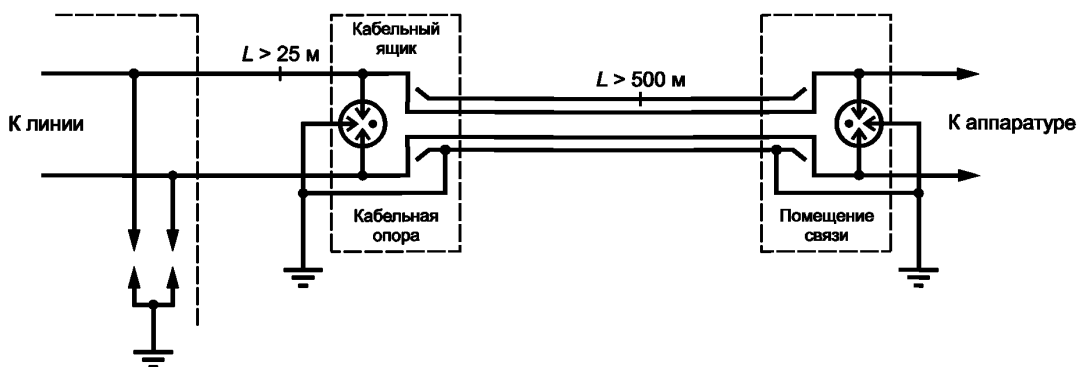 Кабельный
ящик
L > 25 м
L > 500 м
К линии
К аппаратуре
Кабельная
опора
Помещение
связи